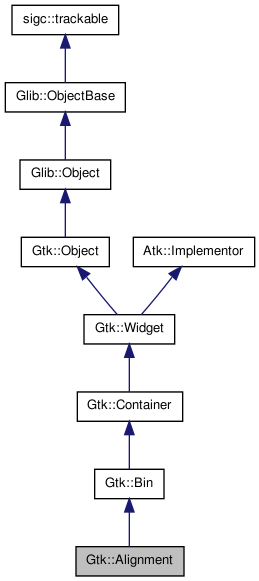 sigc::trackable
Glib::ObjectBase
Glib::Object
Gtk::Object
Atk::Implementor
Gtk::Widget
Gtk::Container
Gtk::Bin
Gtk::Alignment